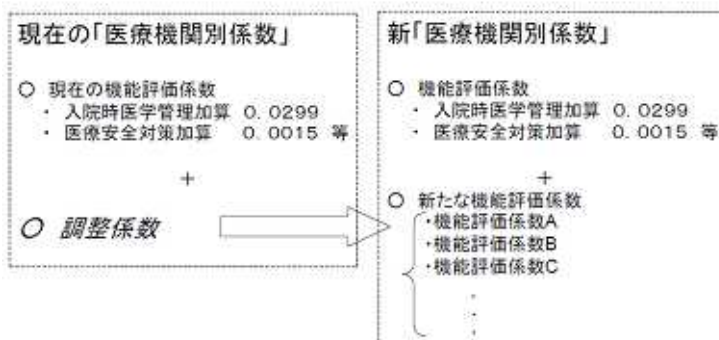 現在の「医療機関別係数」
○ 現在の機能評価係数
・ 入院時医学管理加算 0.0299
・ 医療安全対策加算 0.0015 等
+
○ 調整係数
新「医療機関別係数」
○ 機能評価係数
・ 入院時医学管理加算 0.0299
・ 医療安全対策加算 0.0015 等
+
○ 新たな機能評価係数
・機能評価係数A
・機能評価係数B
・機能評価係数C
・
・
・